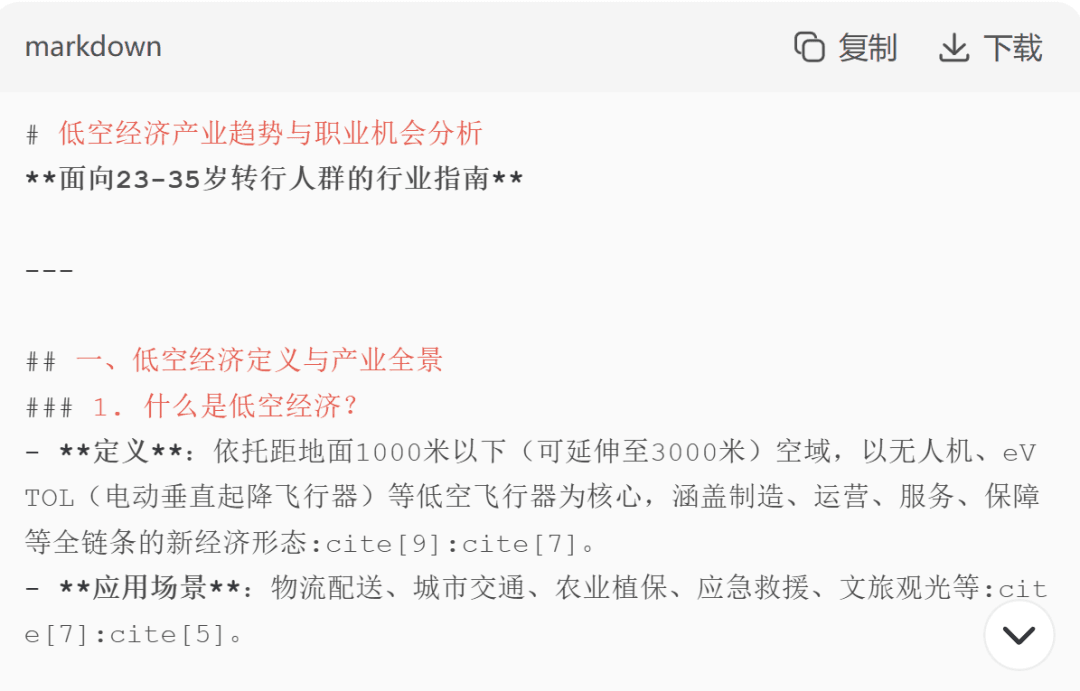 markdown 复制 下载
# 低空经济产业趋势与职业机会分析
**面向23-35岁转行人群的行业指南**
---
## 一、低空经济定义与产业全景
### 1. 什么是低空经济?
- **定义**: 依托距地面1000米以下（可延伸至3000米）空域，以无人机、eV
TOL（电动垂直起降飞行器）等低空飞行器为核心，涵盖制造、运营、服务、保障
等全链条的新经济形态:cite[9]:cite[7]。
- **应用场景**: 物流配送、城市交通、农业植保、应急救援、文旅观光等:cit
e[7]:cite[5]。